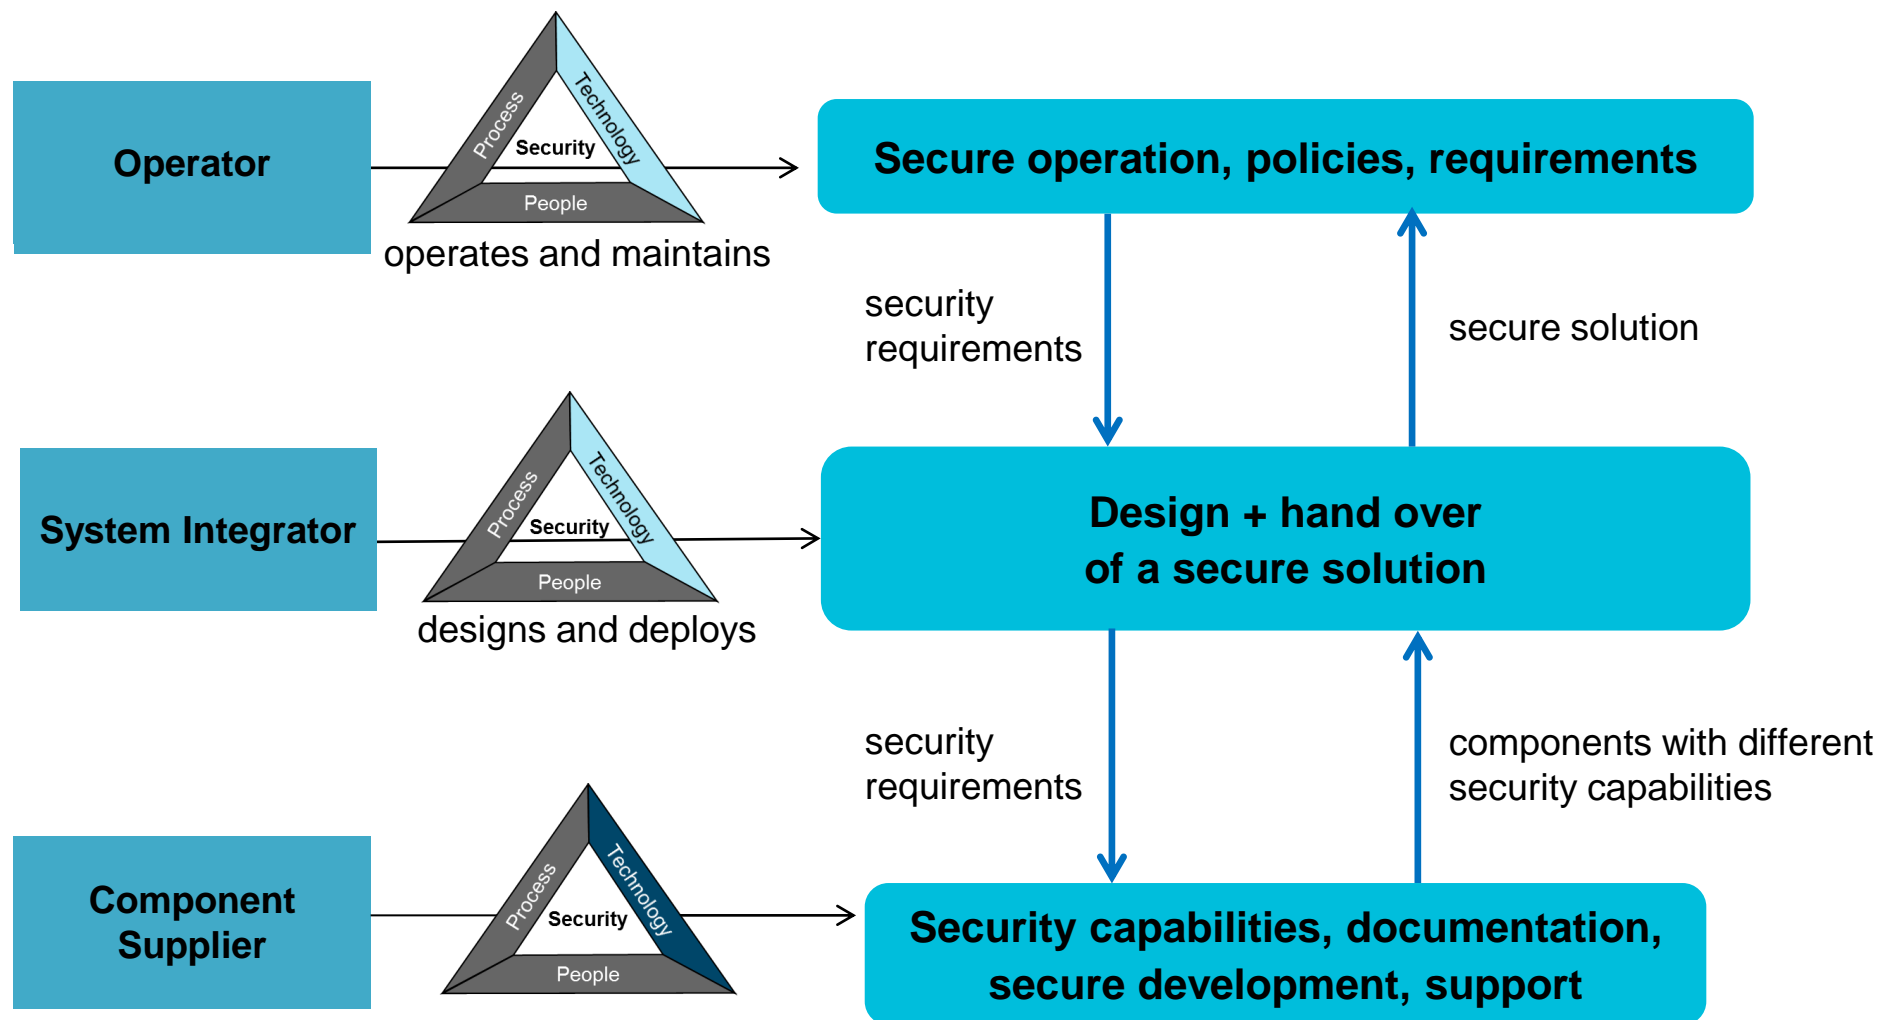 Operator
Process
Technology
Security
People
operates and maintains
Secure operation, policies, requirements
security
requirements
secure solution
System Integrator
Process
Technology
Security
People
designs and deploys
Design + hand over
of a secure solution
security
requirements
components with different
security capabilities
Component
Supplier
Process
Technology
Security
People
Security capabilities, documentation,
secure development, support